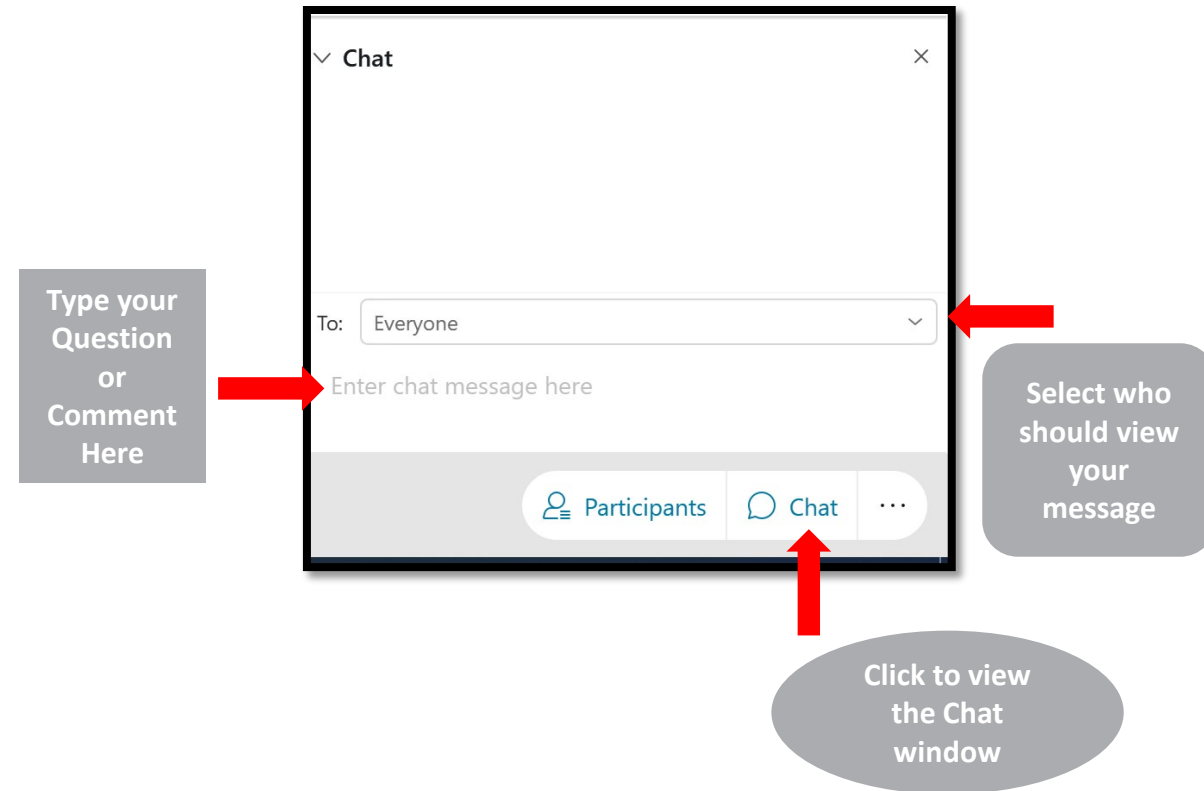 Chat
Type your
Question
or
Comment
Here
To: Everyone
Enter chat message here
Select who
should view
your
message
Participants Chat ...
Click to view
the Chat
window